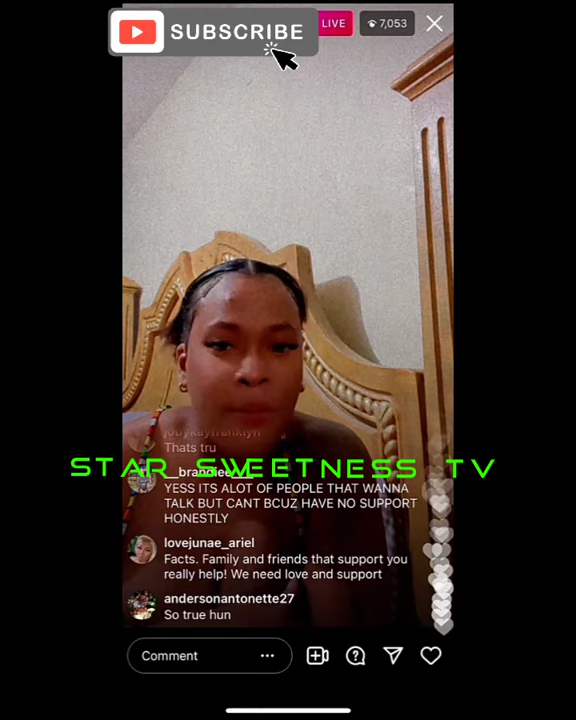 SUBSCRIBE
LIVE
7,053
jodykayfranklyn
Thats tru
STAR SWEETNESS TV
YESS ITS ALOT OF PEOPLE THAT WANNA
TALK BUT CANT BCUZ HAVE NO SUPPORT
HONESTLY
lovejunae_ariel
Facts. Family and friends that support you
really help! We need love and support
andersonantonette27
So true hun
Comment